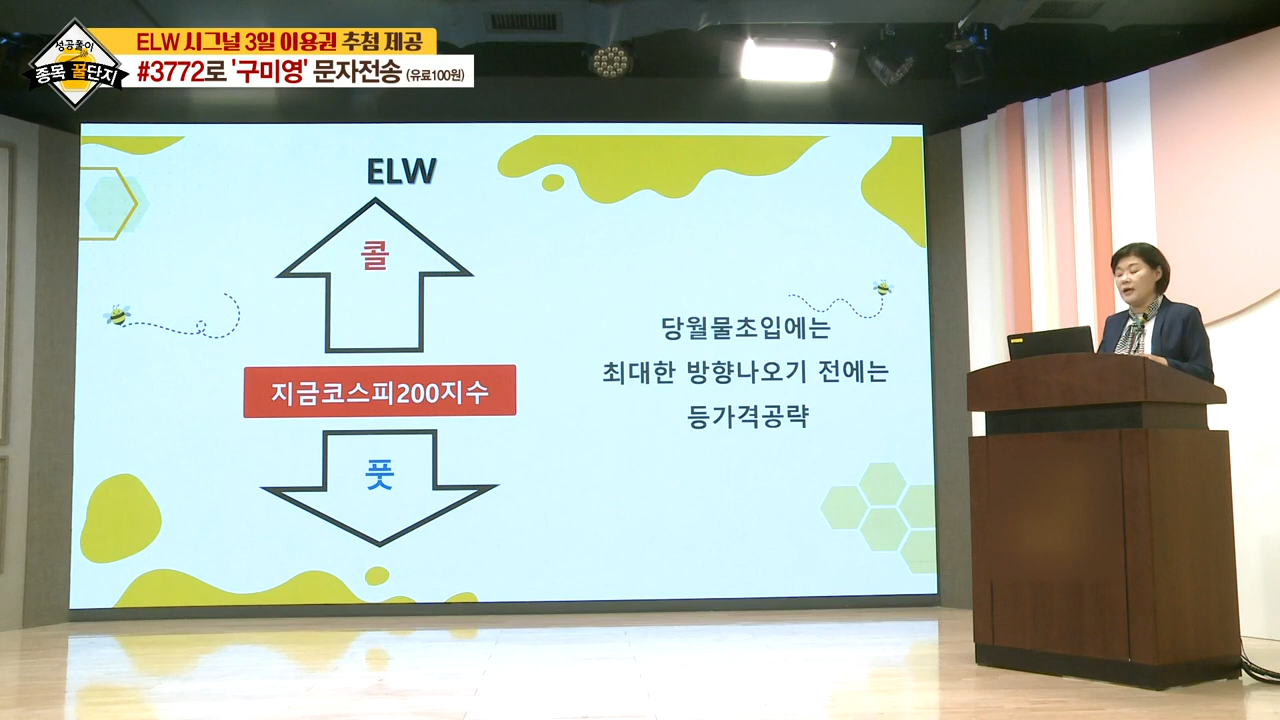 성공풀이
종목 꿀단지
ELW 시그널 3일 이용권 추첨 제공
#3772로 '구미영' 문자전송 (유료100원)
ELW
콜
지금코스피200지수
풋
당월물초입에는
최대한 방향나오기 전에는
등가격공략